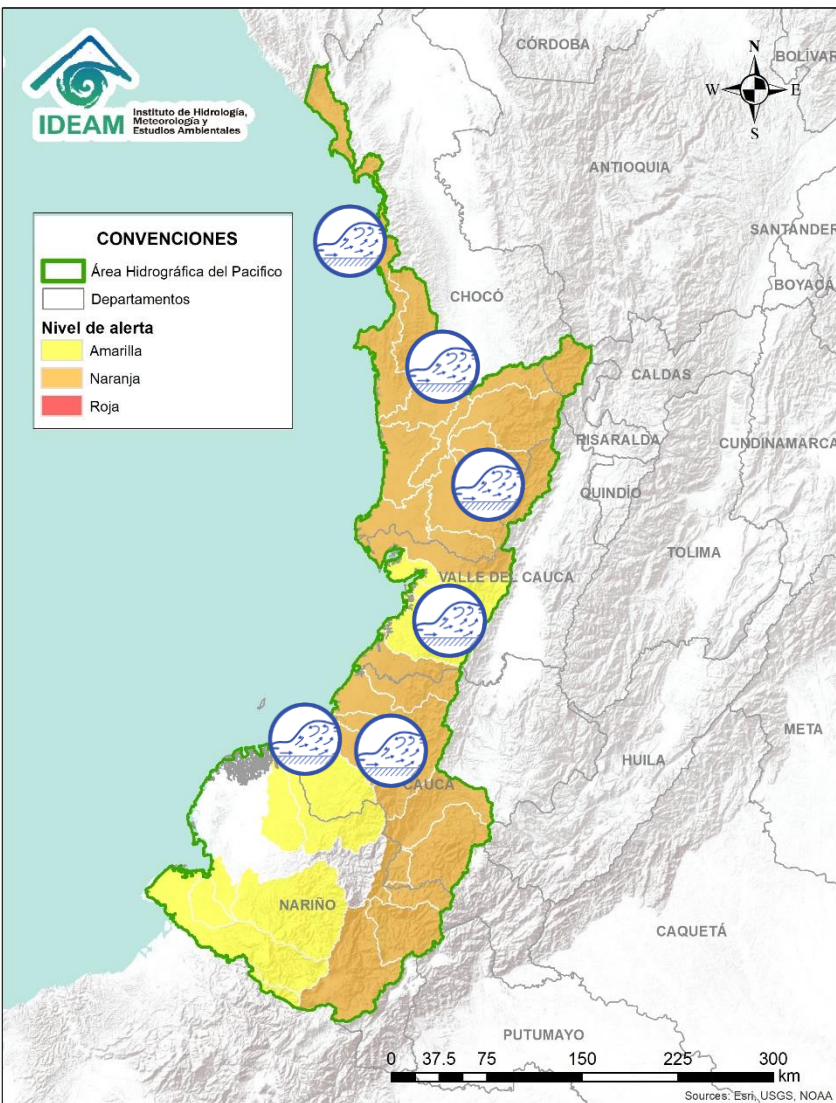 IDEAM
Instituto de Hidrología,
Meteorología y
Estudios Ambientales
CÓRDOBA
BOLÍVAR
N
W
E
S
ANTIOQUIA
SANTANDER
BOYACÁ
CONVENCIONES
Área Hidrográfica del Pacifico
Departamentos
Nivel de alerta
Amarilla
Naranja
Roja
CHOCÓ
CALDAS
RISARALDA
CUNDINAMARCA
QUINDÍO
TOLIMA
VALLE DEL CAUCA
META
HUILA
CAUCA
NARIÑO
CAQUETÁ
PUTUMAYO
0 37.5 75 150 225 300
km
Sources: Esri, USGS, NOAA